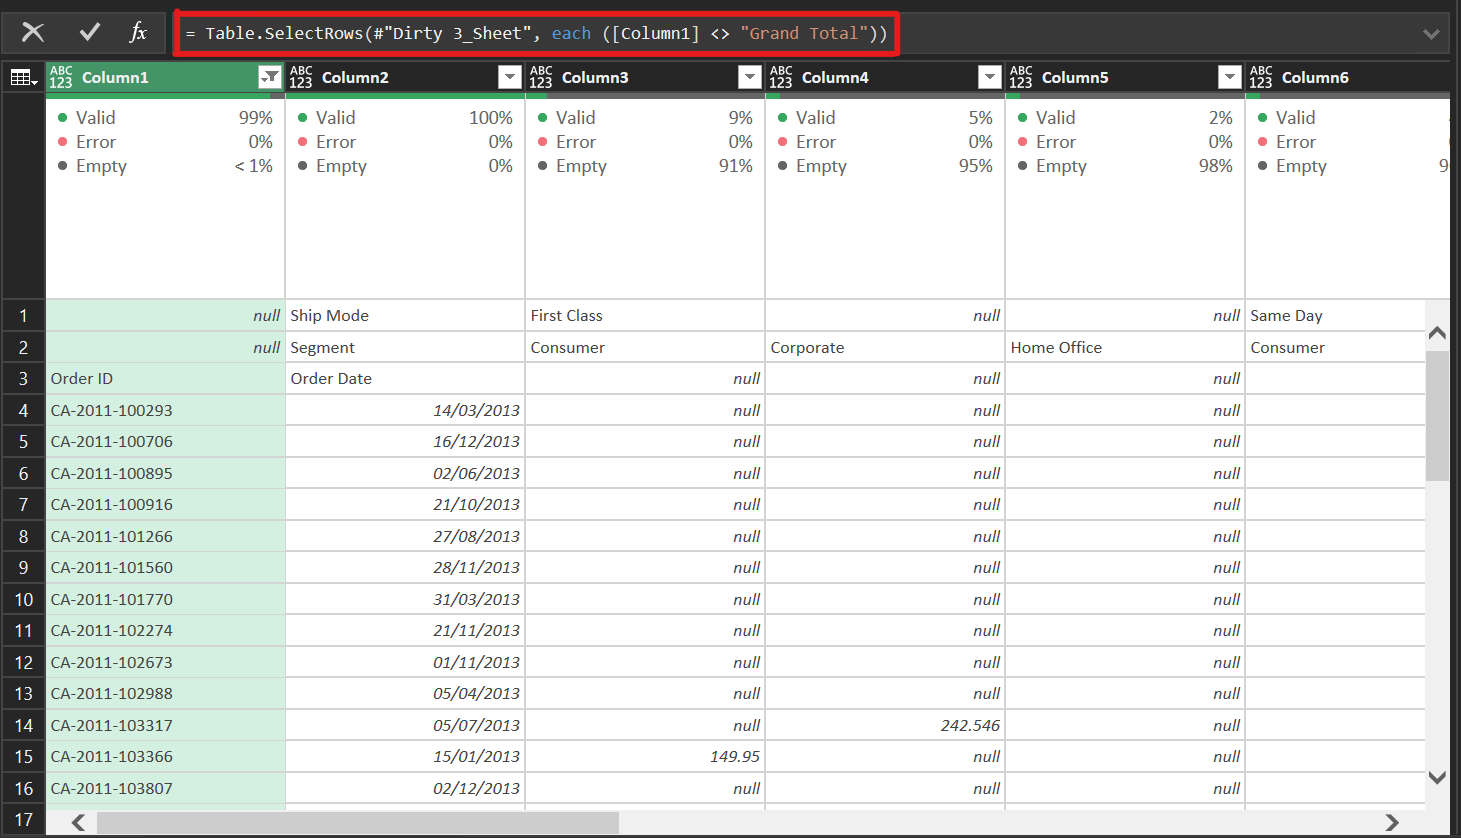 fx = Table.SelectRows(#"Dirty 3_Sheet", each ([Column1] <> "Grand Total"))
ABC 123 Column1 ABC 123 Column2 ABC 123 Column3 ABC 123 Column4 ABC 123 Column5 ABC 123 Column6
Valid 99% Valid 100% Valid 9% Valid 5% Valid 2% Valid
Error 0% Error 0% Error 0% Error 0% Error 0% Error
Empty < 1% Empty 0% Empty 91% Empty 95% Empty 98% Empty
1 null Ship Mode First Class null null Same Day
2 null Segment Consumer Corporate Home Office Consumer
3 Order ID Order Date null null null
4 CA-2011-100293 14/03/2013 null null null
5 CA-2011-100706 16/12/2013 null null null
6 CA-2011-100895 02/06/2013 null null null
7 CA-2011-100916 21/10/2013 null null null
8 CA-2011-101266 27/08/2013 null null null
9 CA-2011-101560 28/11/2013 null null null
10 CA-2011-101770 31/03/2013 null null null
11 CA-2011-102274 21/11/2013 null null null
12 CA-2011-102673 01/11/2013 null null null
13 CA-2011-102988 05/04/2013 null null null
14 CA-2011-103317 05/07/2013 null 242.546 null
15 CA-2011-103366 15/01/2013 149.95 null null
16 CA-2011-103807 02/12/2013 null null null
17